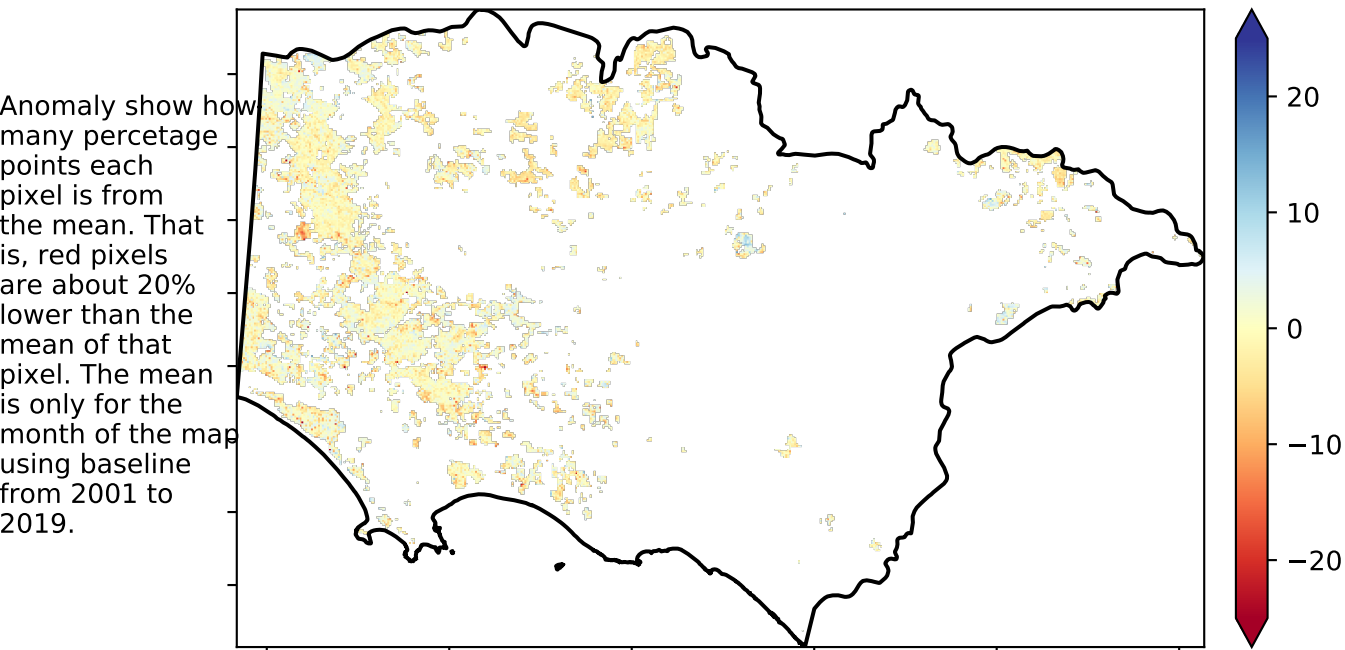 Anomaly show how
many percetage
points each
pixel is from
the mean. That
is, red pixels
are about 20%
lower than the
mean of that
pixel. The mean
is only for the
month of the map
using baseline
from 2001 to
2019.
20
10
0
−10
−20